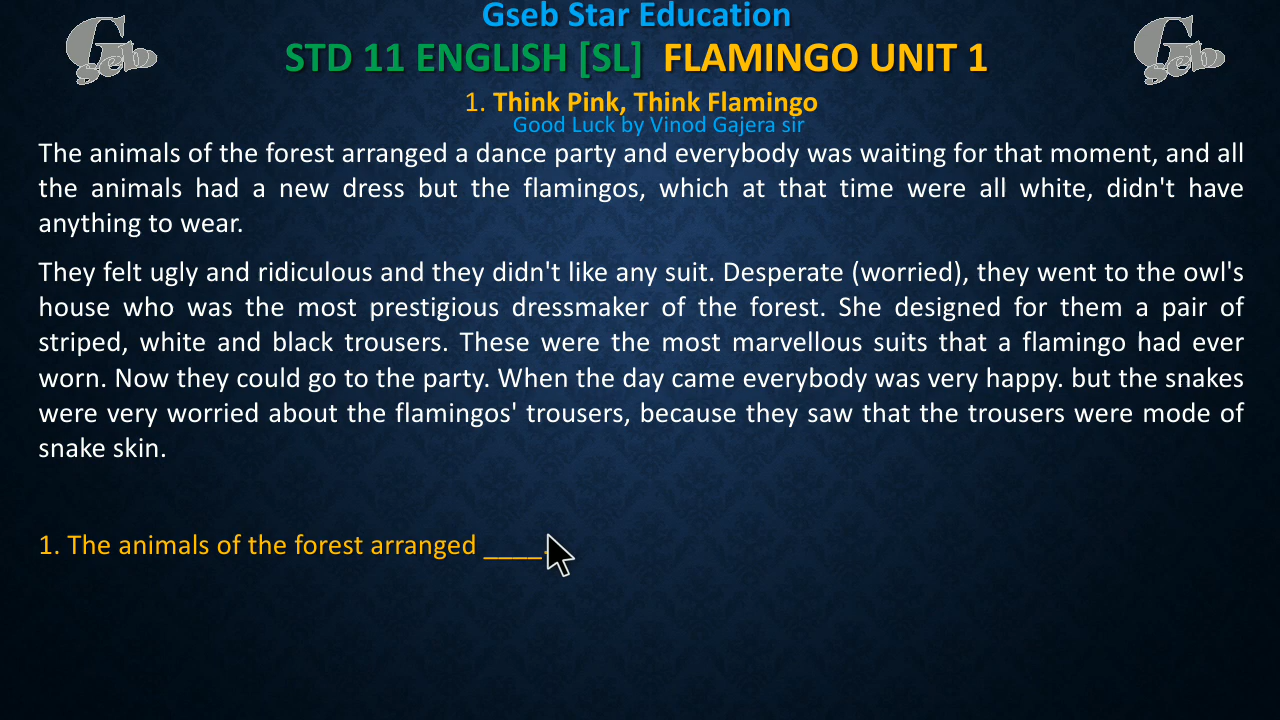 Gseb Star Education
Gseb
STD 11 ENGLISH [SL] FLAMINGO UNIT 1
Gseb
1. Think Pink, Think Flamingo
Good Luck by Vinod Gajera sir
The animals of the forest arranged a dance party and everybody was waiting for that moment, and all
the animals had a new dress but the flamingos, which at that time were all white, didn't have
anything to wear.
They felt ugly and ridiculous and they didn't like any suit. Desperate (worried), they went to the owl's
house who was the most prestigious dressmaker of the forest. She designed for them a pair of
striped, white and black trousers. These were the most marvellous suits that a flamingo had ever
worn. Now they could go to the party. When the day came everybody was very happy. but the snakes
were very worried about the flamingos' trousers, because they saw that the trousers were mode of
snake skin.
1. The animals of the forest arranged ____.